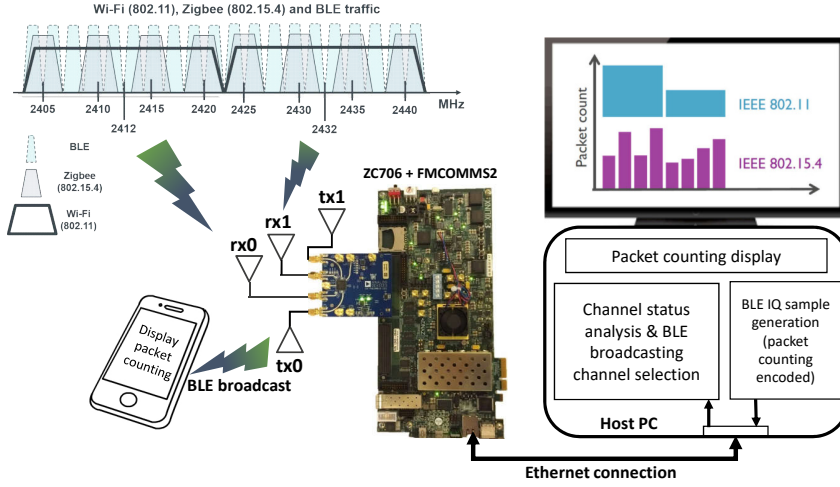 Wi-Fi (802.11), Zigbee (802.15.4) and BLE traffic
2405 2410 2415 2420 2425 2430 2435 2440 MHz
2412 2432
BLE
Zigbee
(802.15.4)
Wi-Fi
(802.11)
ZC706 + FMCOMMS2
tx1
rx1
rx0
tx0
Display
packet
counting
BLE broadcast
Packet count
IEEE 802.11
IEEE 802.15.4
Packet counting display
Channel status
analysis & BLE
broadcasting
channel selection
BLE IQ sample
generation
(packet
counting
encoded)
Host PC
Ethernet connection